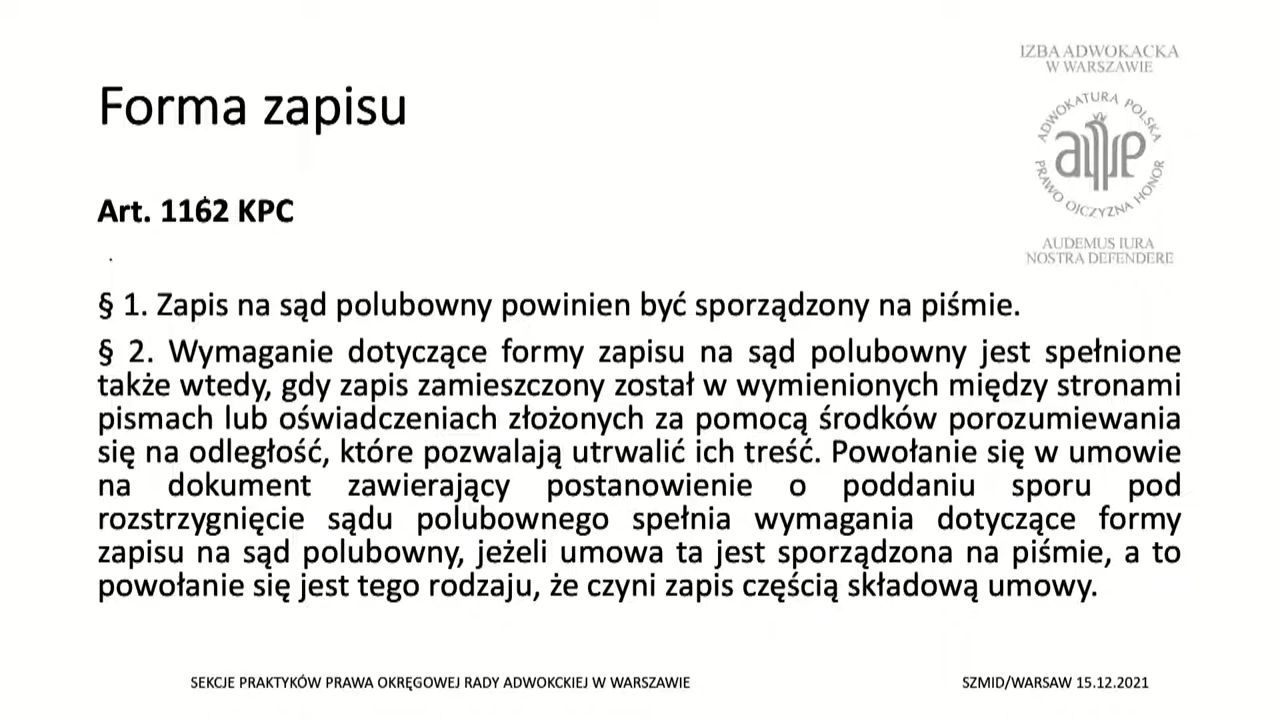 IZBA ADWOKACKA
W WARSZAWIE
Forma zapisu
ADWOKATURA POLSKA
PRAWO OJCZYZNA HONOR
Art. 1162 KPC
AUDEMUS IURA
NOSTRA DEFENDERE
§ 1. Zapis na sąd polubowny powinien być sporządzony na piśmie.
§ 2. Wymaganie dotyczące formy zapisu na sąd polubowny jest spełnione
także wtedy, gdy zapis zamieszczony został w wymienionych między stronami
pismach lub oświadczeniach złożonych za pomocą środków porozumiewania
się na odległość, które pozwalają utrwalić ich treść. Powołanie się w umowie
na dokument zawierający postanowienie o poddaniu sporu pod
rozstrzygnięcie sądu polubownego spełnia wymagania dotyczące formy
zapisu na sąd polubowny, jeżeli umowa ta jest sporządzona na piśmie, a to
powołanie się jest tego rodzaju, że czyni zapis częścią składową umowy.
SEKCJE PRAKTYKÓW PRAWA OKRĘGOWEJ RADY ADWOKCKIEJ W WARSZAWIE
SZMID/WARSAW 15.12.2021